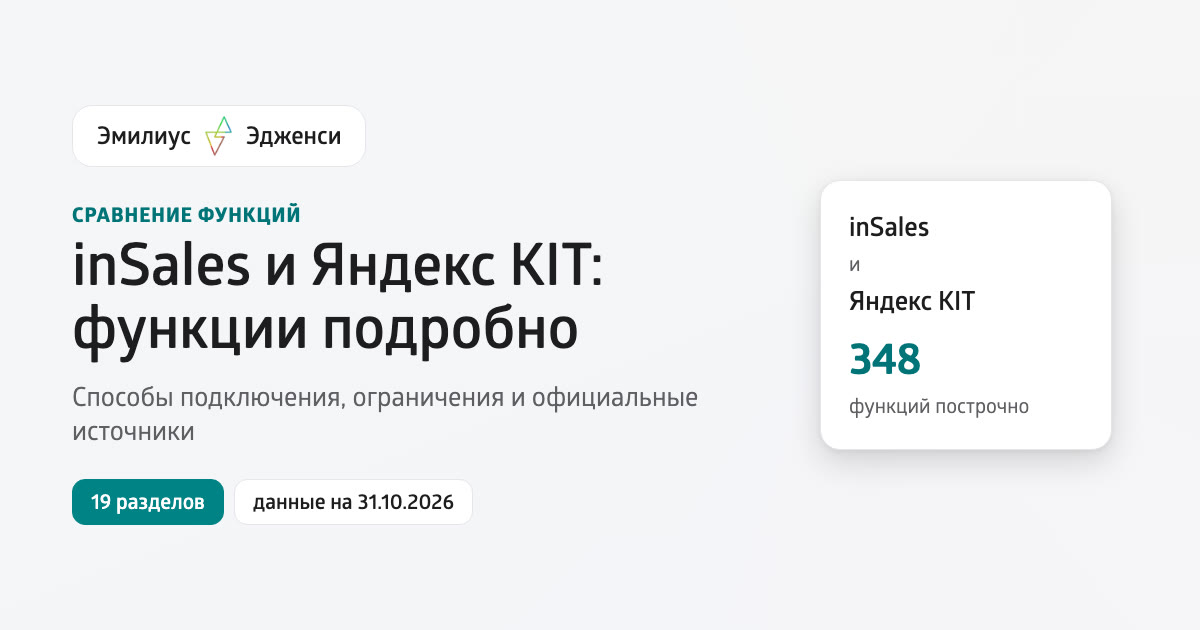 Эмилиус Эдженси
СРАВНЕНИЕ ФУНКЦИЙ
inSales и Яндекс KIT:
функции подробно
Способы подключения, ограничения и официальные
источники
19 разделов
данные на 31.10.2026
inSales
и
Яндекс KIT
348
функций построчно